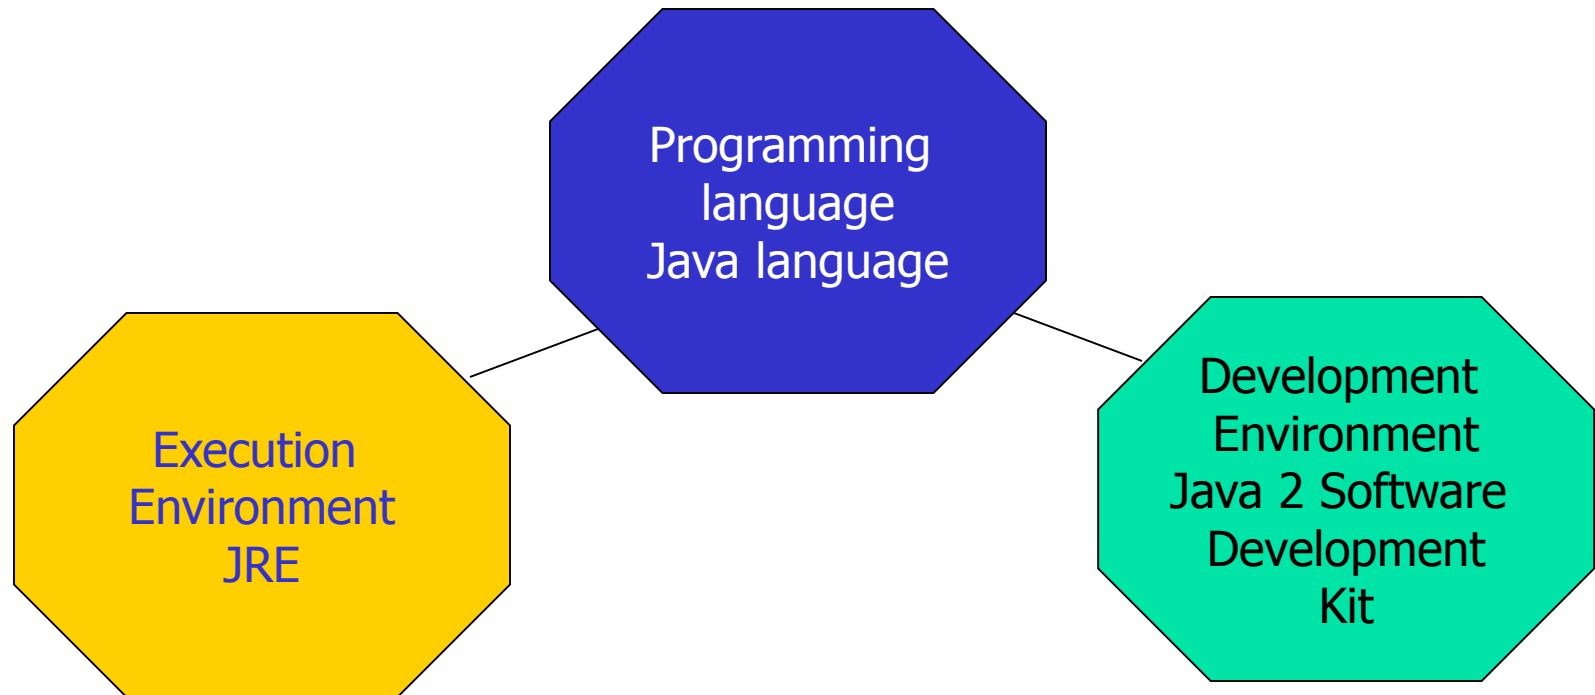 Programming
language
Java language
Execution
Environment
JRE
Development
Environment
Java 2 Software
Development
Kit